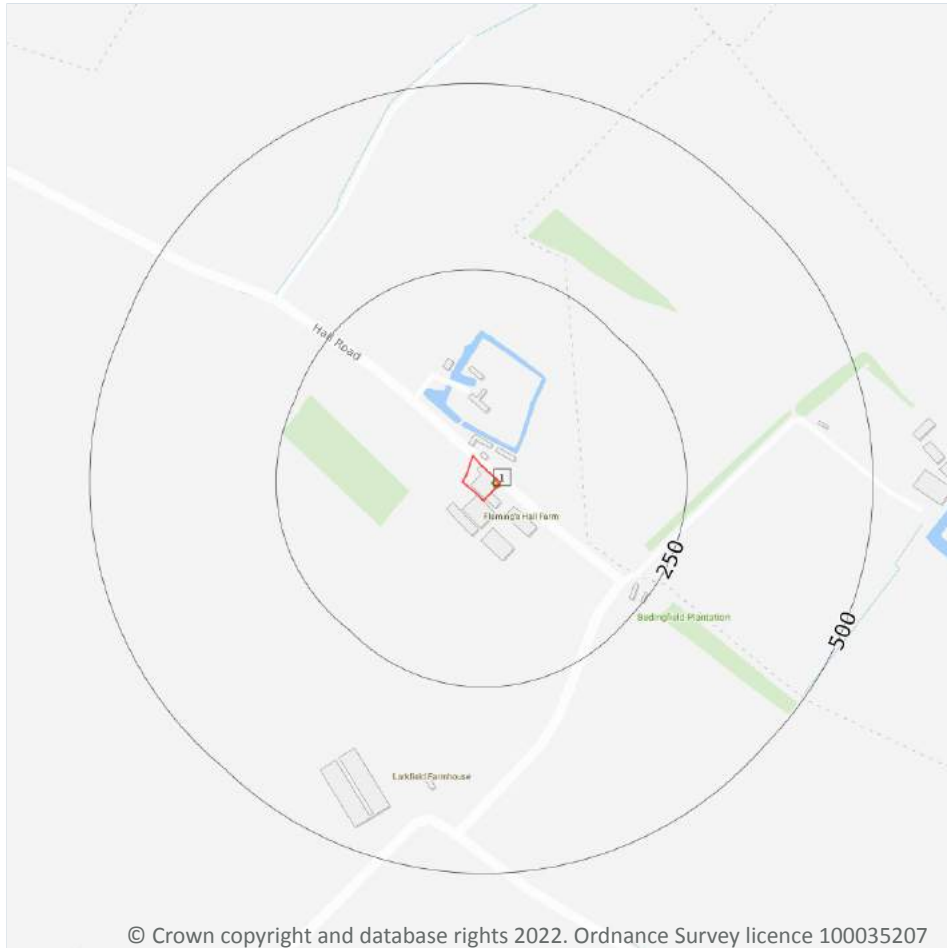 Hall Road
1
Fleming's Hall Farm
250
Bedingfield Plantation
500
Larkfield Farmhouse
© Crown copyright and database rights 2022. Ordnance Survey licence 100035207